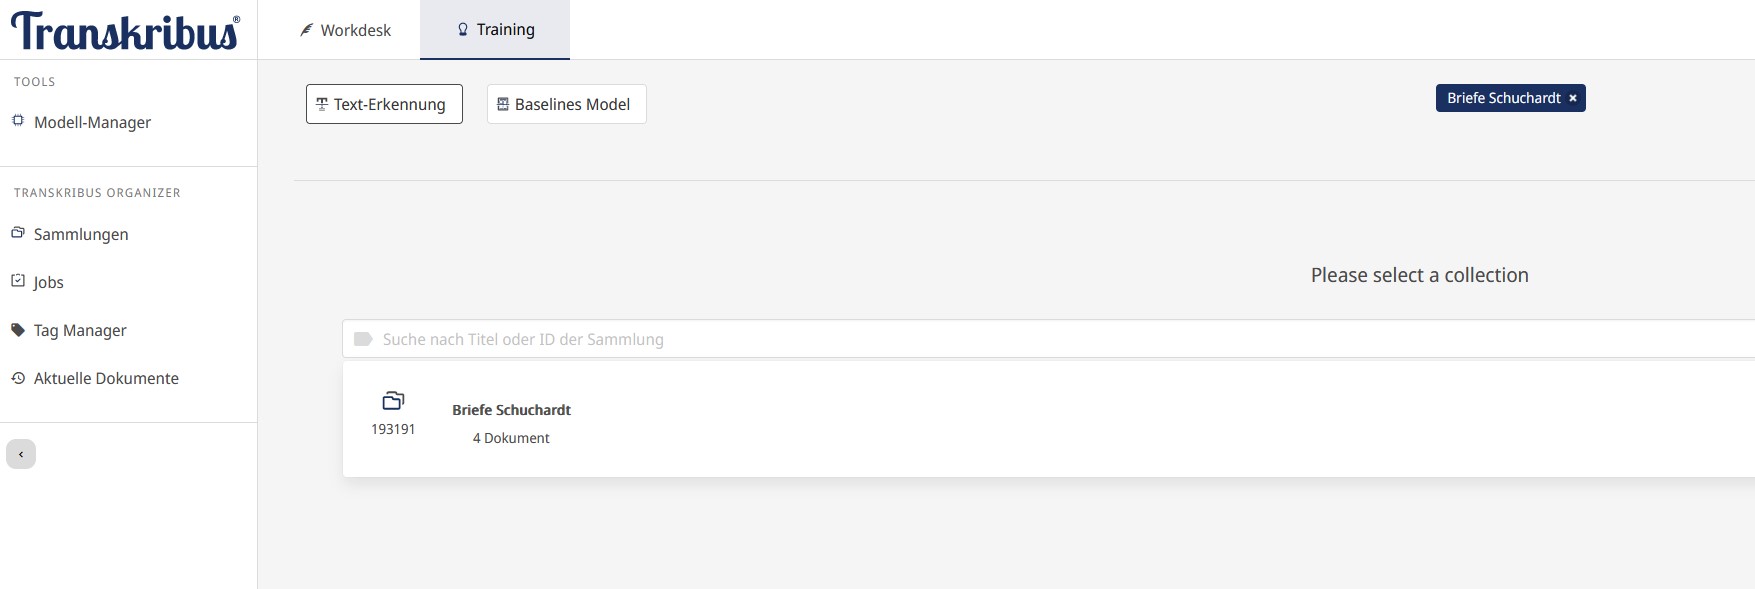 Transkribus®
Workdesk
Training
TOOLS
Modell-Manager
TRANSKRIBUS ORGANIZER
Sammlungen
Jobs
Tag Manager
Aktuelle Dokumente
Text-Erkennung
Baselines Model
Briefe Schuchardt ×
Please select a collection
Suche nach Titel oder ID der Sammlung
193191
Briefe Schuchardt
4 Dokument